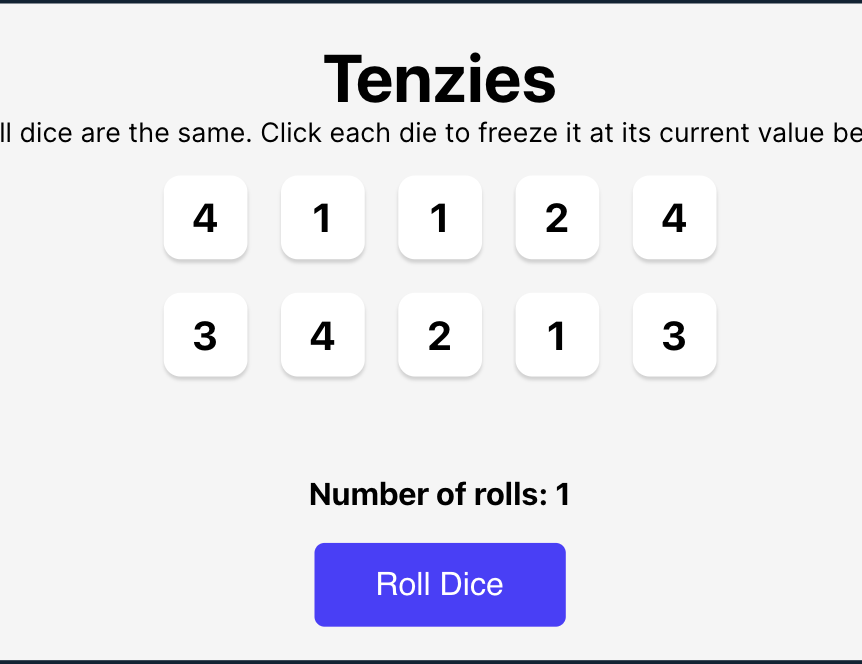 Tenzies
ll dice are the same. Click each die to freeze it at its current value be
4 1 1 2 4
3 4 2 1 3
Number of rolls: 1
Roll Dice